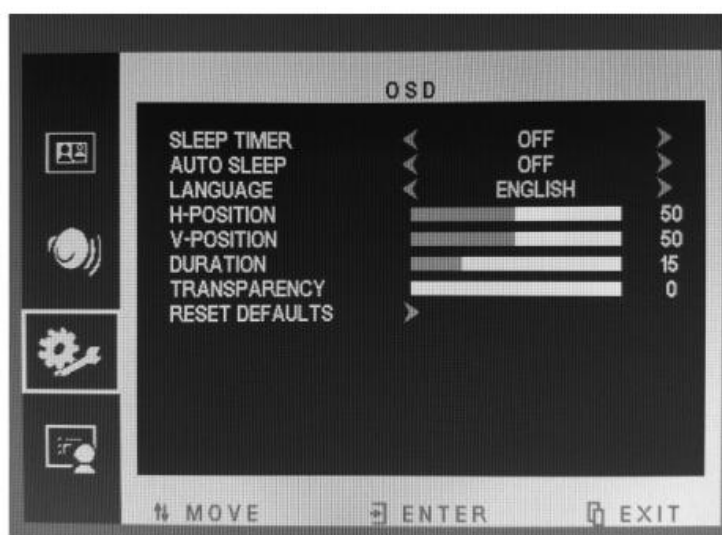 OSD
SLEEP TIMER OFF
AUTO SLEEP OFF
LANGUAGE ENGLISH
H-POSITION 50
V-POSITION 50
DURATION 15
TRANSPARENCY 0
RESET DEFAULTS
MOVE ENTER EXIT